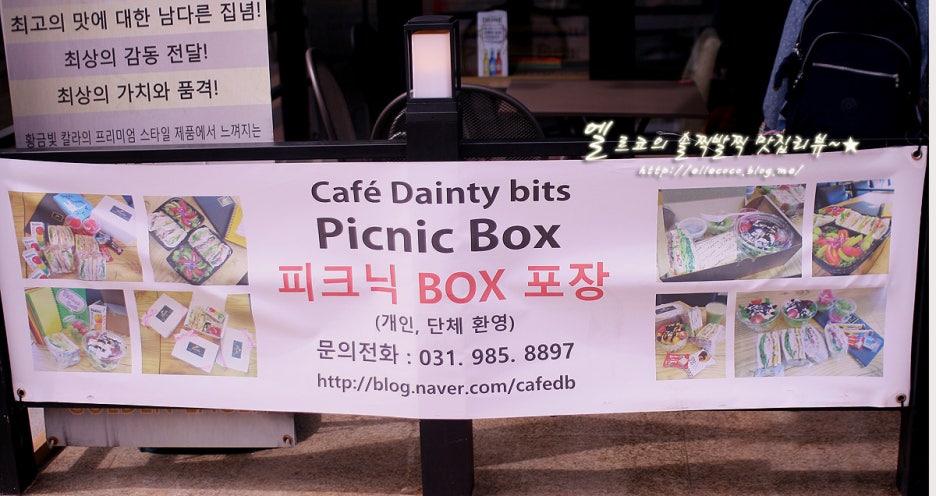 최고의 맛에 대한 남다른 집념!
최상의 감동 전달!
최상의 가치와 품격!
황금빛 칼라의 프리미엄 스타일 제품에서 느껴지는
엘르코코의 솔직발칙 맛집리뷰~★
http://ellecoco.blog.me/
Café Dainty bits
Picnic Box
피크닉 BOX 포장
(개인, 단체 환영)
문의전화 : 031. 985. 8897
http://blog.naver.com/cafedb